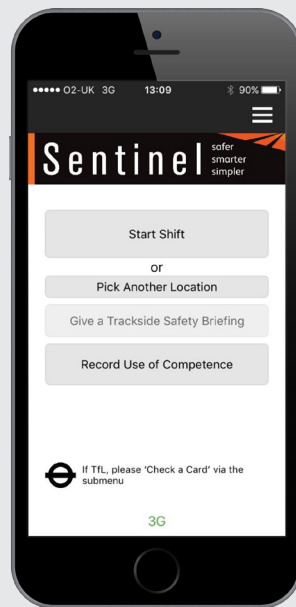 O2-UK 3G 13:09 90%
Sentinel
safer
smarter
simpler
Start Shift
or
Pick Another Location
Give a Trackside Safety Briefing
Record Use of Competence
If TfL, please 'Check a Card' via the
submenu
3G